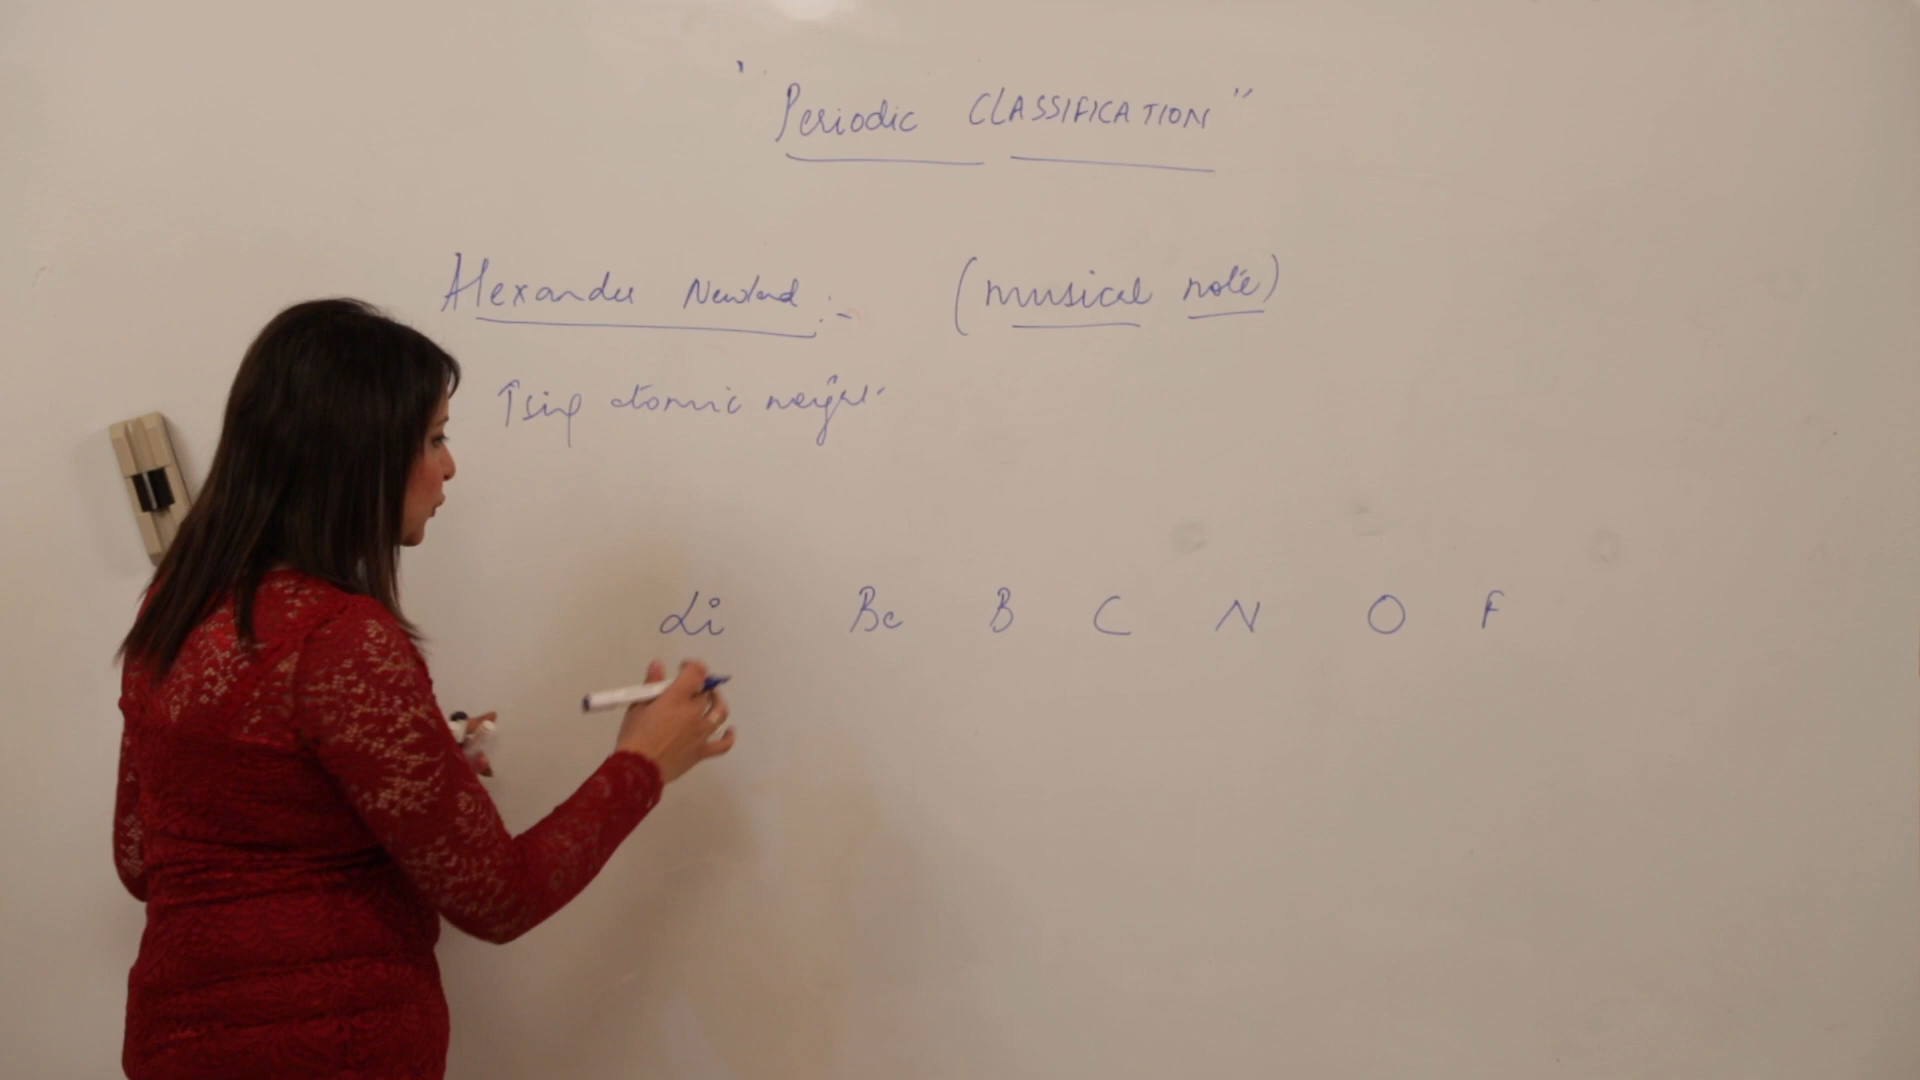 "Periodic CLASSIFICATION"
Alexander Newland :- (musical note)
↑sing atomic weight.
Li Be B C N O F